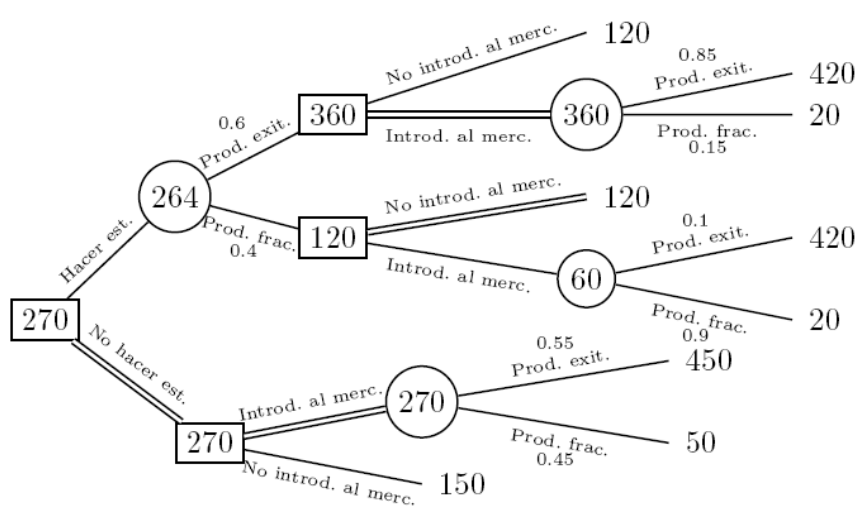 No introd. al merc.
120
0.85
Prod. exit.
420
0.6
Prod. exit.
360
360
20
Introd. al merc.
Prod. frac.
0.15
264
No introd. al merc.
120
Prod. frac.
0.4
120
0.1
Prod. exit.
420
Hacer est.
Introd. al merc.
60
270
Prod. frac.
0.9
20
No hacer est.
0.55
Prod. exit.
450
Introd. al merc.
270
270
Prod. frac.
0.45
50
No introd. al merc.
150